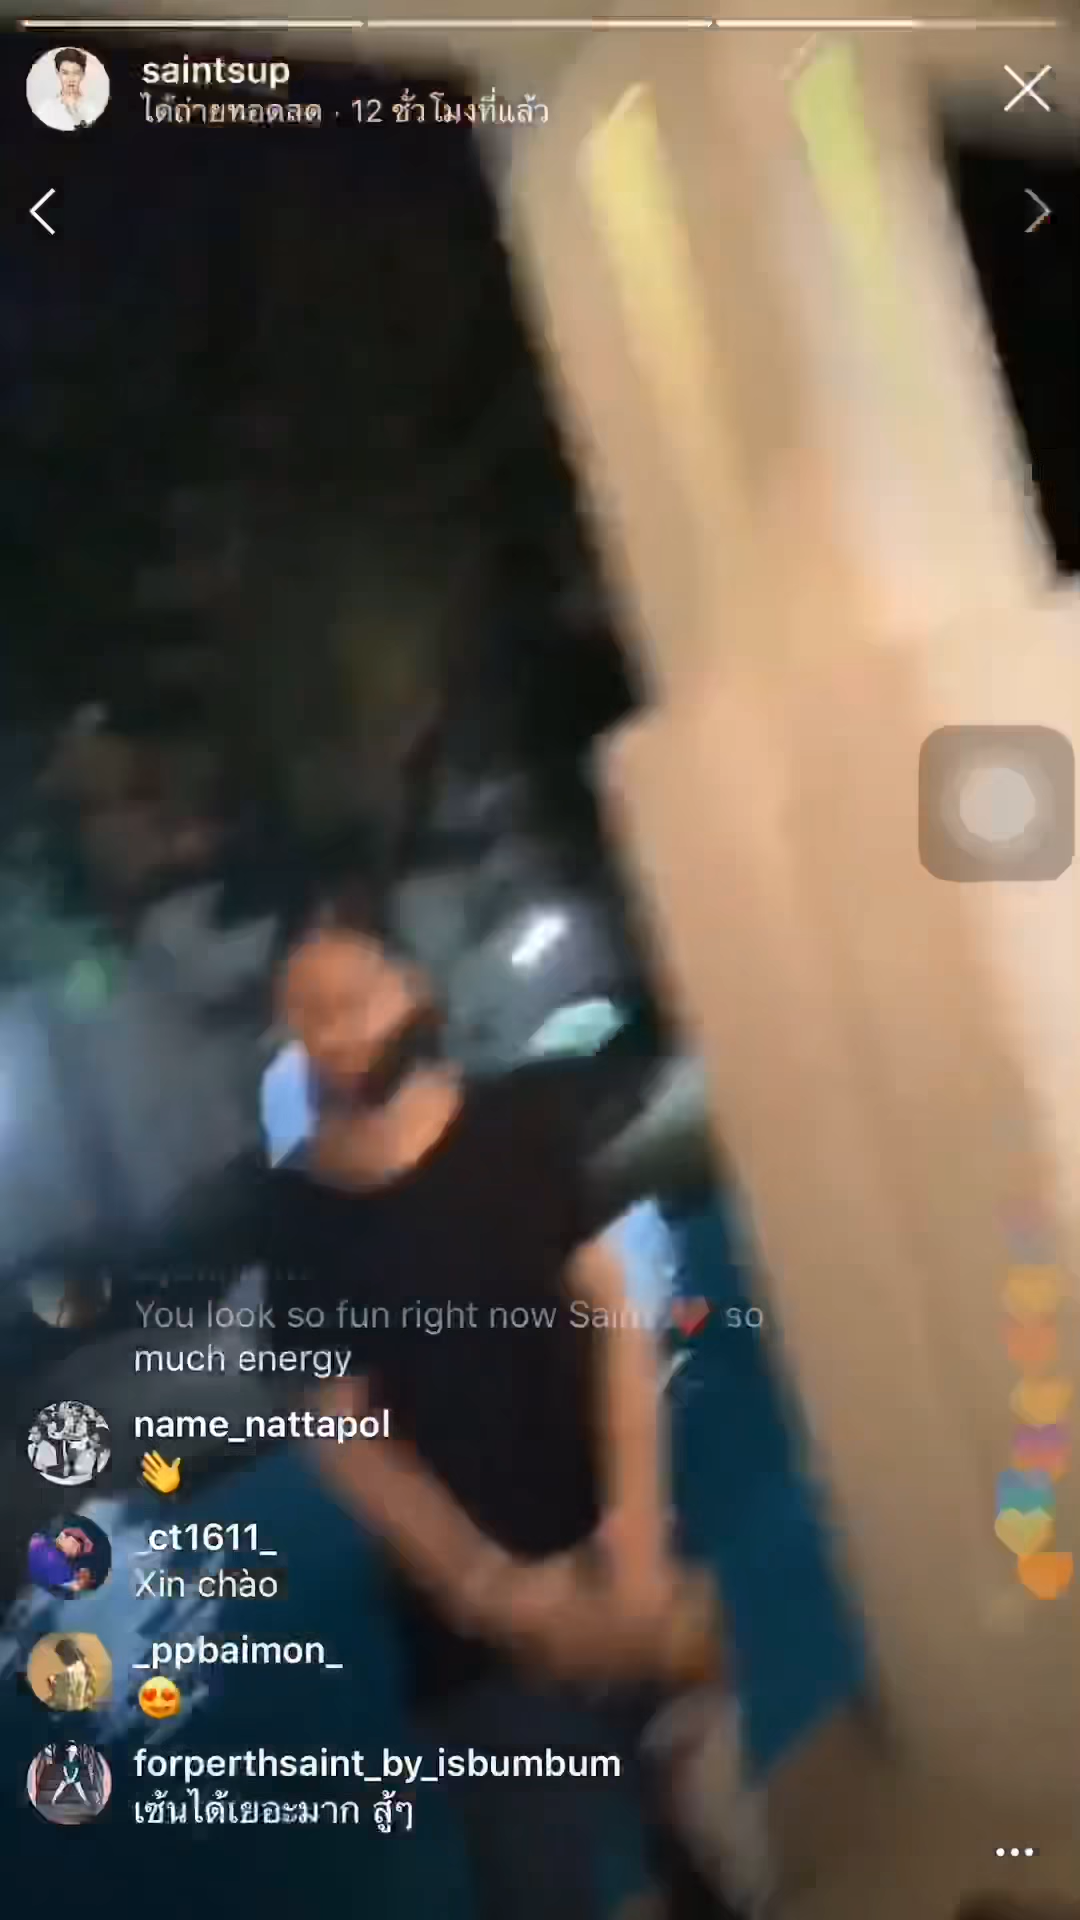 saintsup
ได้ถ่ายทอดสด · 12 ชั่วโมงที่แล้ว
You look so fun right now Saint ❤️ so
much energy
name_nattapol
👋
_ct1611_
Xin chào
_ppbaimon_
😍
forperthsaint_by_isbumbum
เซ้นได้เยอะมาก สู้ๆ